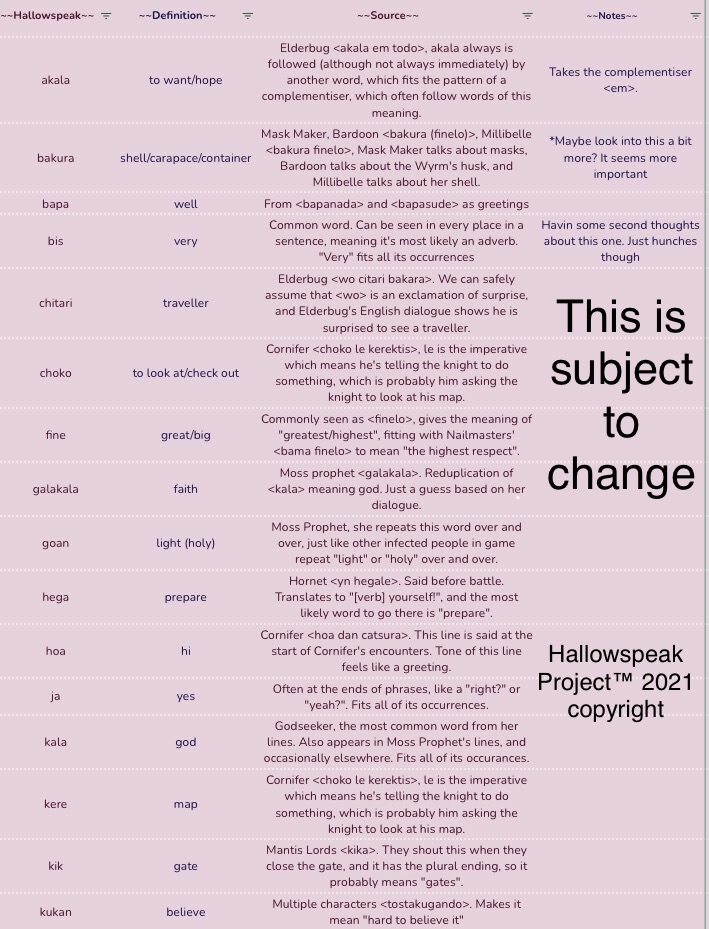 ~~Hallowspeak~~ ~~Definition~~ ~~Source~~ ~~Notes~~
Elderbug <akala em todo>, akala always is
followed (although not always immediately) by
akala to want/hope another word, which fits the pattern of a Takes the complementiser
complementiser, which often follow words of this <em>.
meaning.
Mask Maker, Bardoon <bakura (finelo)>, Millibelle
<bakura finelo>, Mask Maker talks about masks, *Maybe look into this a bit
bakura shell/carapace/container Bardoon talks about the Wyrm's husk, and more? It seems more
Millibelle talks about her shell. important
bapa well From <bapanada> and <bapasude> as greetings
Common word. Can be seen in every place in a Havin some second thoughts
bis very sentence, meaning it's most likely an adverb. about this one. Just hunches
"Very" fits all its occurrences though
Elderbug <wo citari bakara>. We can safely
chitari traveller assume that <wo> is an exclamation of surprise,
and Elderbug's English dialogue shows he is
surprised to see a traveller.
This is
subject
to
change
Cornifer <choko le kerektis>, le is the imperative
choko to look at/check out which means he's telling the knight to do
something, which is probably him asking the
knight to look at his map.
Commonly seen as <finelo>, gives the meaning of
fine great/big "greatest/highest", fitting with Nailmasters'
<bama finelo> to mean "the highest respect".
Moss prophet <galakala>. Reduplication of
galakala faith <kala> meaning god. Just a guess based on her
dialogue.
Moss Prophet, she repeats this word over and
goan light (holy) over, just like other infected people in game
repeat "light" or "holy" over and over.
Hornet <yn hegale>. Said before battle.
hega prepare Translates to "[verb] yourself!", and the most
likely word to go there is "prepare".
Cornifer <hoa dan catsura>. This line is said at the
hoa hi start of Cornifer's encounters. Tone of this line
feels like a greeting.
Hallowspeak
Project™ 2021
copyright
ja yes Often at the ends of phrases, like a "right?" or
"yeah?". Fits all of its occurrences.
Godseeker, the most common word from her
kala god lines. Also appears in Moss Prophet's lines, and
occasionally elsewhere. Fits all of its occurances.
Cornifer <choko le kerektis>, le is the imperative
kere map which means he's telling the knight to do
something, which is probably him asking the
knight to look at his map.
Mantis Lords <kika>. They shout this when they
kik gate close the gate, and it has the plural ending, so it
probably means "gates".
kukan believe Multiple characters <tostakugando>. Makes it
mean "hard to believe it"